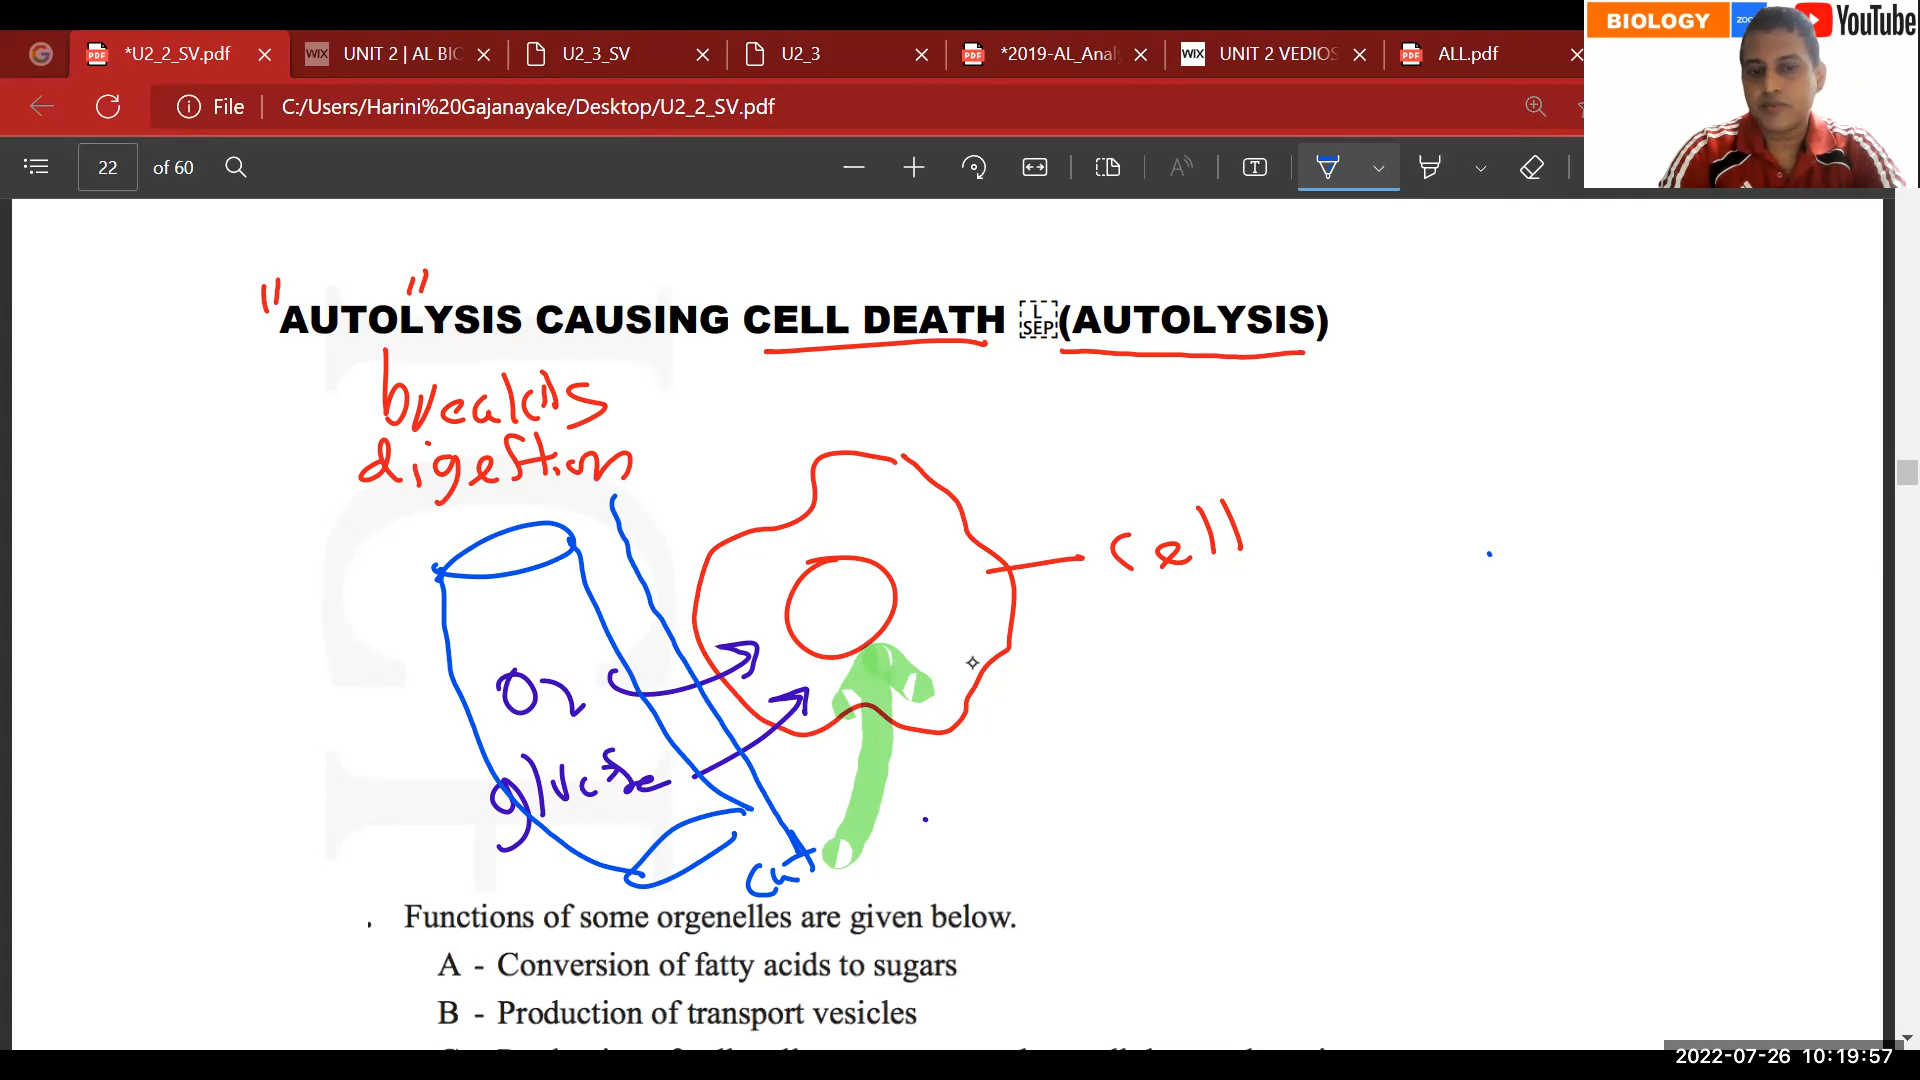 BIOLOGY
YouTube
*U2_2_SV.pdf
WIX UNIT 2 | AL BIC
U2_3_SV
U2_3
*2019-AL_Anal
WIX UNIT 2 VEDIOS
ALL.pdf
File C:/Users/Harini%20Gajanayake/Desktop/U2_2_SV.pdf
22 of 60
"AUTOLYSIS CAUSING CELL DEATH L SEP (AUTOLYSIS)
digestion
cell
O2
Functions of some orgenelles are given below.
A - Conversion of fatty acids to sugars
B - Production of transport vesicles
2022-07-26 10:19:57